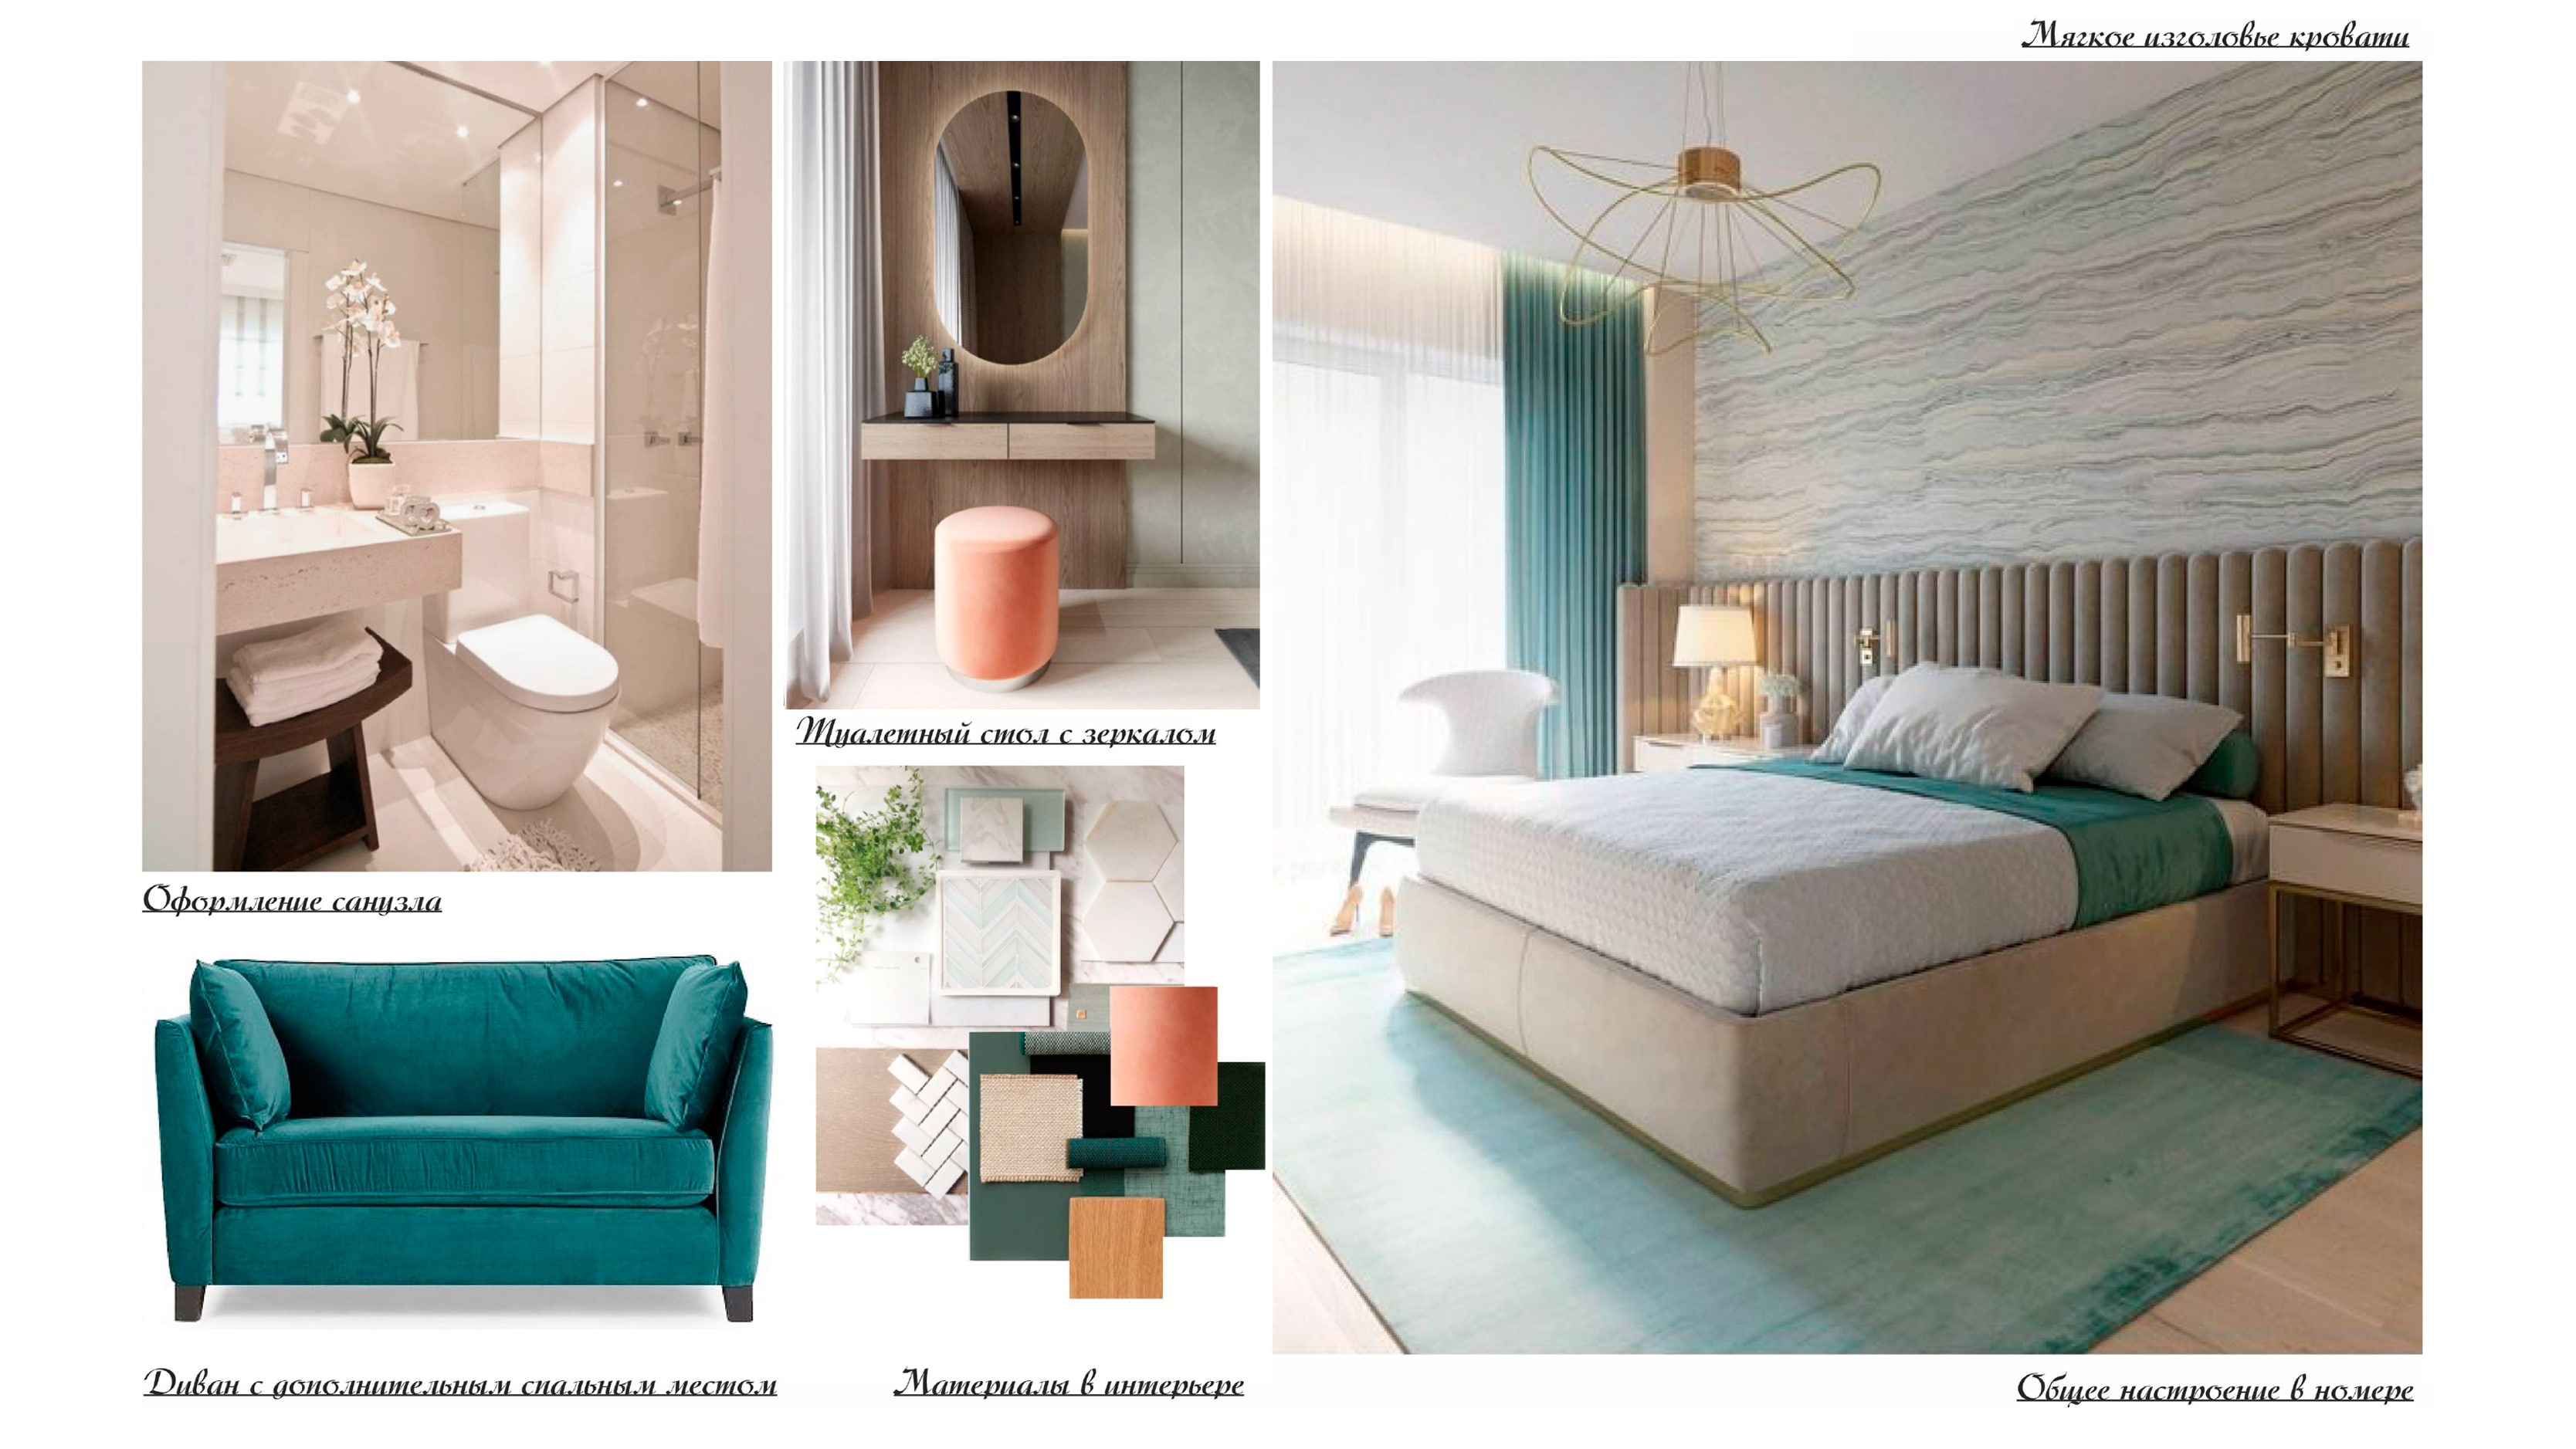 Мягкое изголовье кровати
Туалетный стол с зеркалом
Оформление санузла
Диван с дополнительным спальным местом
Материалы в интерьере
Общее настроение в номере